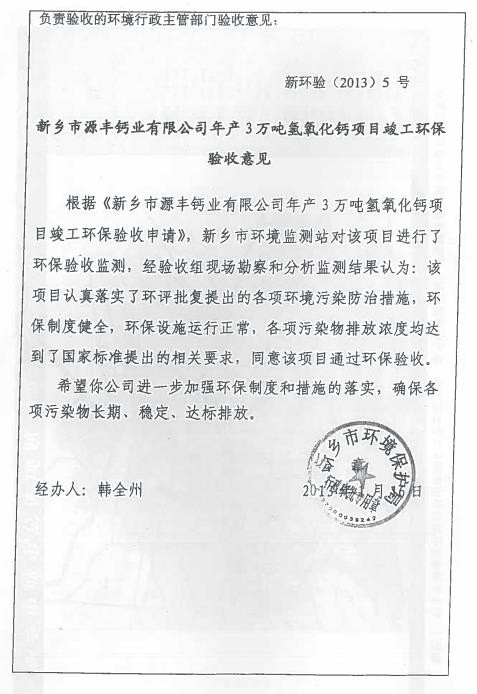 负责验收的环境行政主管部门验收意见：
新环验（2013）5 号
新乡市源丰钙业有限公司年产 3 万吨氢氧化钙项目竣工环保
验收意见
根据《新乡市源丰钙业有限公司年产 3 万吨氢氧化钙项
目竣工环保验收申请》，新乡市环境监测站对该项目进行了
环保验收监测，经验收组现场勘察和分析监测结果认为：该
项目认真落实了环评批复提出的各项环境污染防治措施，环
保制度健全，环保设施运行正常，各项污染物排放浓度均达
到了国家标准提出的相关要求，同意该项目通过环保验收。
希望你公司进一步加强环保制度和措施的落实，确保各
项污染物长期、稳定、达标排放。
新乡市环境保护局
专用章
经办人：韩全州
2013 月 日